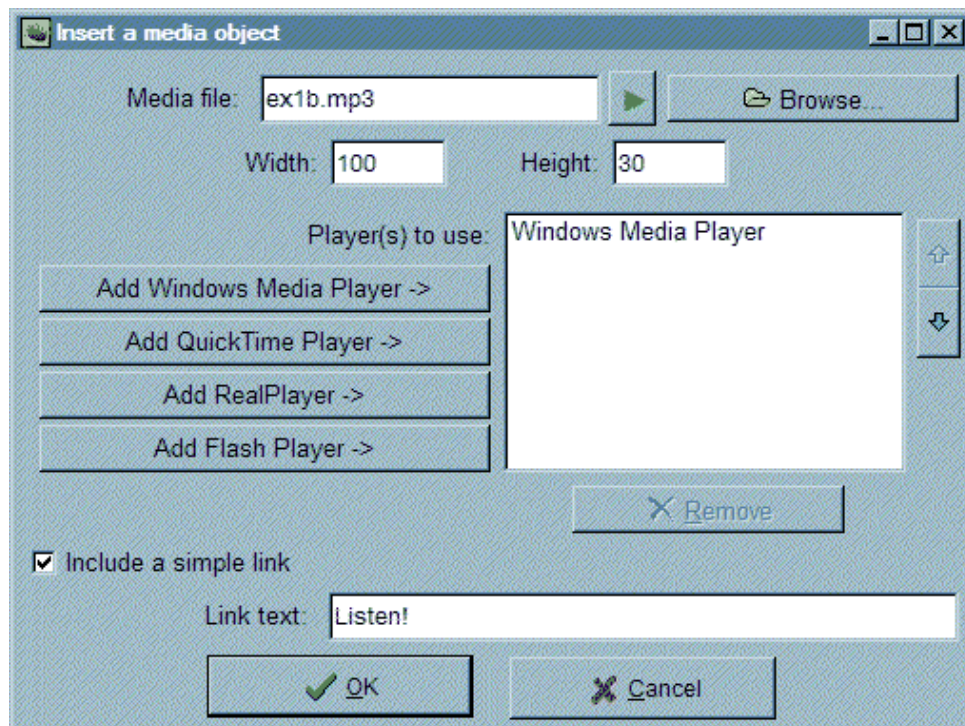 Insert a media object
Media file: ex1b.mp3 Browse...
Width: 100 Height: 30
Player(s) to use: Windows Media Player
Add Windows Media Player ->
Add QuickTime Player ->
Add RealPlayer ->
Add Flash Player ->
Remove
Include a simple link
Link text: Listen!
OK Cancel